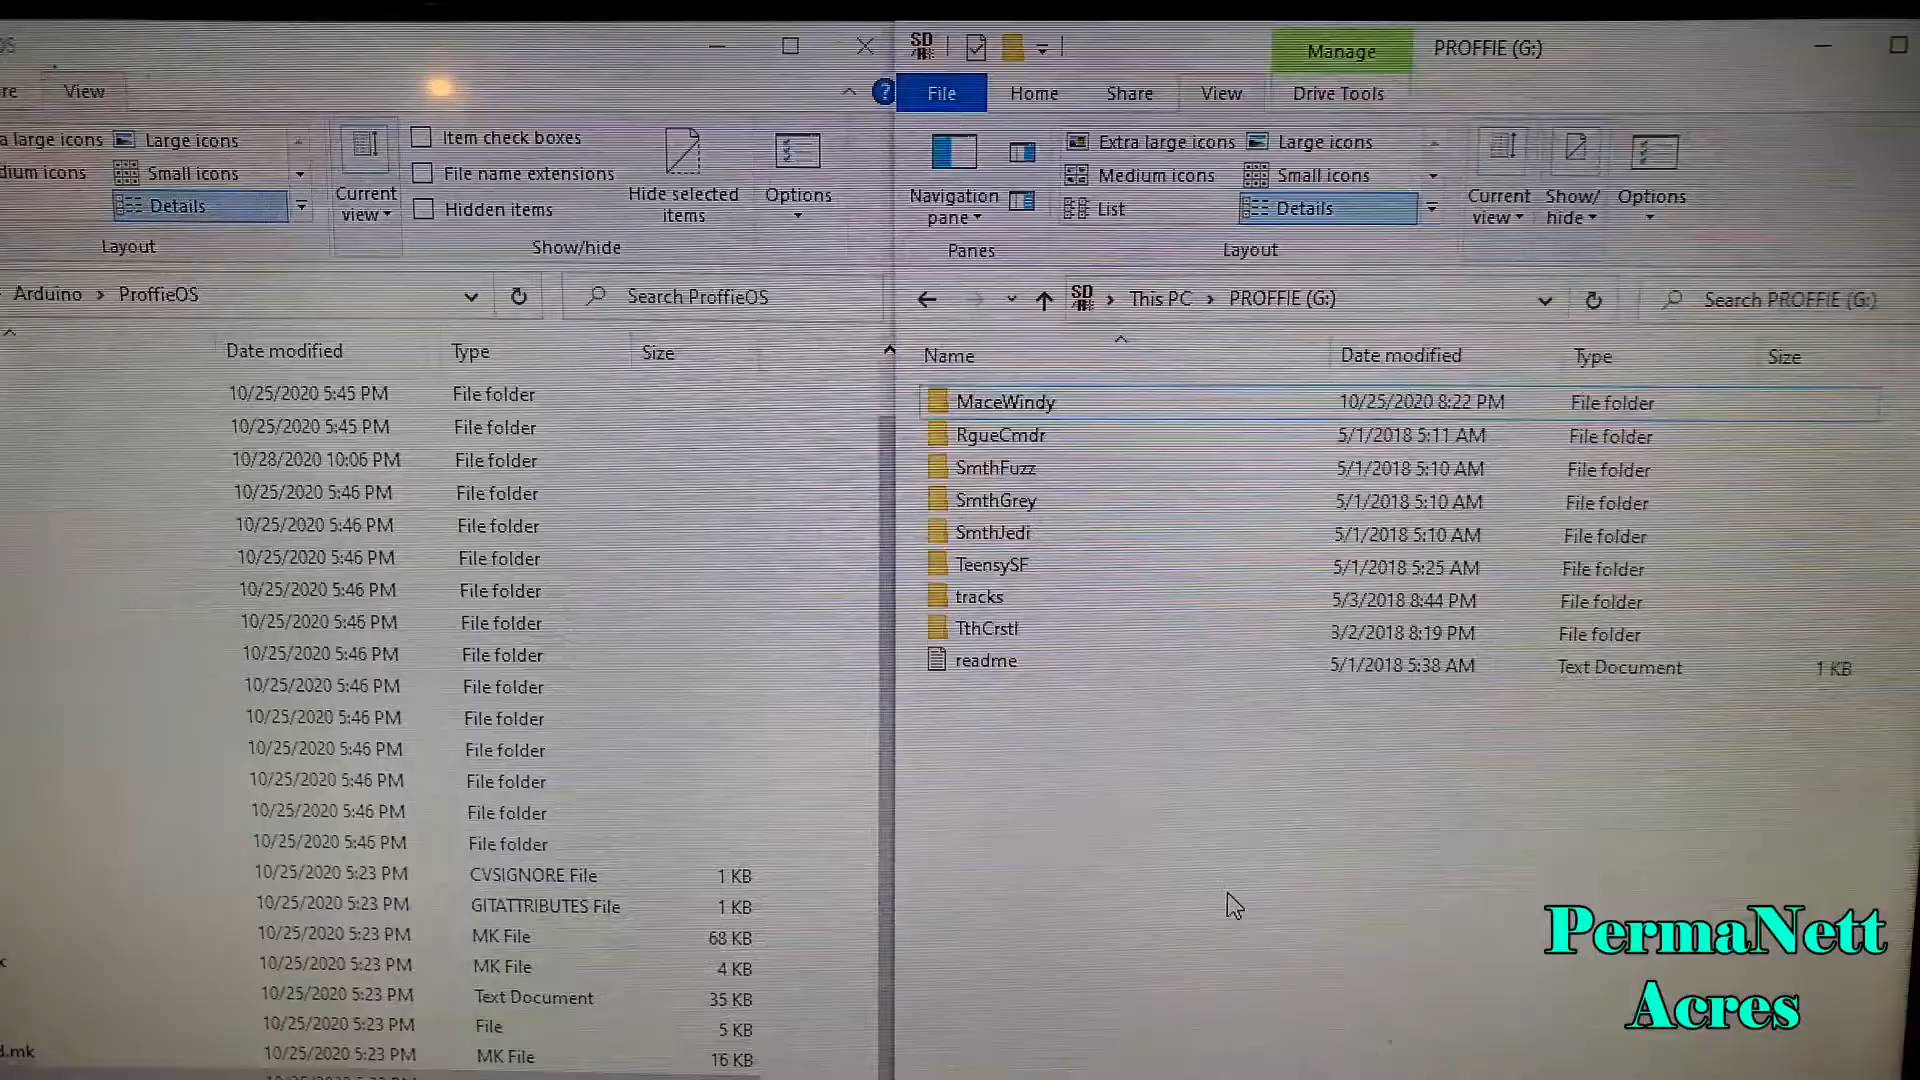 OS
re View
a large icons Large icons
dium icons Small icons
Details
Layout
Current view
Item check boxes
File name extensions
Hidden items
Hide selected items
Options
Show/hide
Arduino > ProffieOS
Search ProffieOS
Date modified Type Size
10/25/2020 5:45 PM File folder
10/25/2020 5:45 PM File folder
10/28/2020 10:06 PM File folder
10/25/2020 5:46 PM File folder
10/25/2020 5:46 PM File folder
10/25/2020 5:46 PM File folder
10/25/2020 5:46 PM File folder
10/25/2020 5:46 PM File folder
10/25/2020 5:46 PM File folder
10/25/2020 5:46 PM File folder
10/25/2020 5:46 PM File folder
10/25/2020 5:46 PM File folder
10/25/2020 5:46 PM File folder
10/25/2020 5:46 PM File folder
10/25/2020 5:46 PM File folder
10/25/2020 5:23 PM CVSIGNORE File 1 KB
10/25/2020 5:23 PM GITATTRIBUTES File 1 KB
10/25/2020 5:23 PM MK File 68 KB
10/25/2020 5:23 PM MK File 4 KB
10/25/2020 5:23 PM Text Document 35 KB
10/25/2020 5:23 PM File 5 KB
d.mk 10/25/2020 5:23 PM MK File 16 KB
SD Manage PROFFIE (G:)
File Home Share View Drive Tools
Navigation pane
Panes
Extra large icons Large icons
Medium icons Small icons
List Details
Layout
Current view
Show/hide
Options
SD > This PC > PROFFIE (G:)
Search PROFFIE (G:)
Name Date modified Type Size
MaceWindy 10/25/2020 8:22 PM File folder
RgueCmdr 5/1/2018 5:11 AM File folder
SmthFuzz 5/1/2018 5:10 AM File folder
SmthGrey 5/1/2018 5:10 AM File folder
SmthJedi 5/1/2018 5:10 AM File folder
TeensySF 5/1/2018 5:25 AM File folder
tracks 5/3/2018 8:44 PM File folder
TthCrstl 3/2/2018 8:19 PM File folder
readme 5/1/2018 5:38 AM Text Document 1 KB
PermaNett
Acres